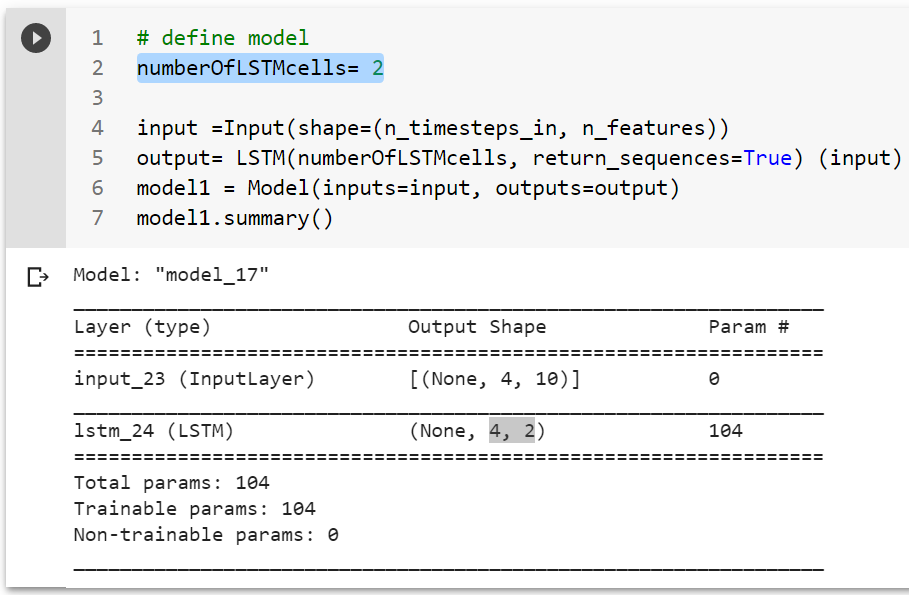 1 # define model
2 numberOfLSTMcells= 2
3
4 input =Input(shape=(n_timesteps_in, n_features))
5 output= LSTM(numberOfLSTMcells, return_sequences=True) (input)
6 model1 = Model(inputs=input, outputs=output)
7 model1.summary()
Model: "model_17"
Layer (type) Output Shape Param #
=================================================================
input_23 (InputLayer) [(None, 4, 10)] 0
lstm_24 (LSTM) (None, 4, 2) 104
=================================================================
Total params: 104
Trainable params: 104
Non-trainable params: 0